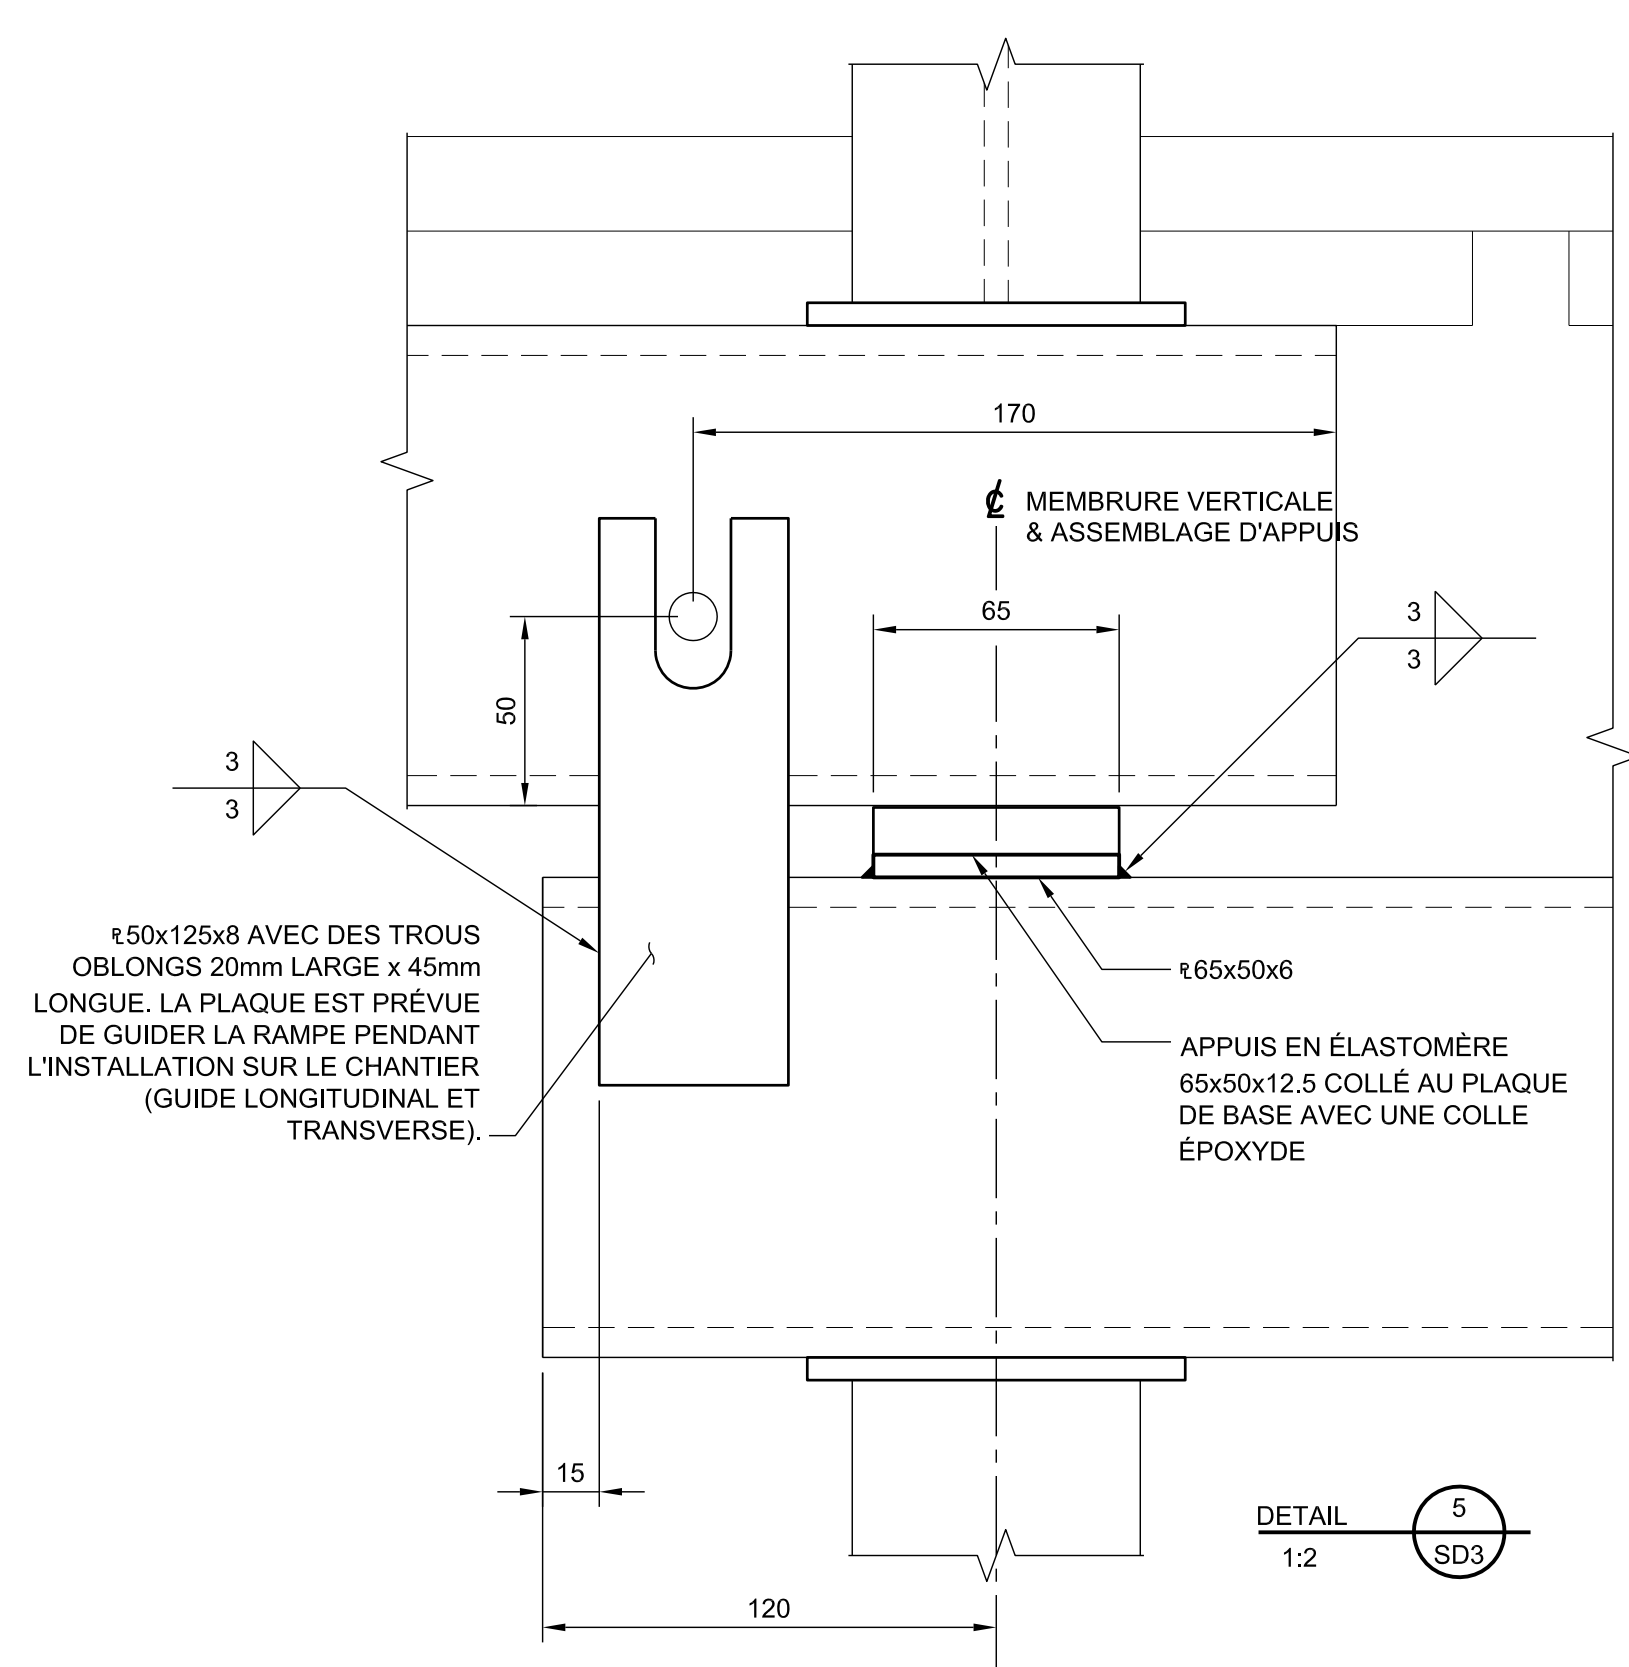 170
℄ MEMBRURE VERTICALE
& ASSEMBLAGE D'APPUIS
65
3
3
50
3
3
℄50x125x8 AVEC DES TROUS
OBLONGS 20mm LARGE x 45mm
LONGUE. LA PLAQUE EST PRÉVUE
DE GUIDER LA RAMPE PENDANT
L'INSTALLATION SUR LE CHANTIER
(GUIDE LONGITUDINAL ET
TRANSVERSE).
℄65x50x6
APPUIS EN ÉLASTOMÈRE
65x50x12.5 COLLÉ AU PLAQUE
DE BASE AVEC UNE COLLE
ÉPOXYDE
15
120
DETAIL
1:2
5
SD3